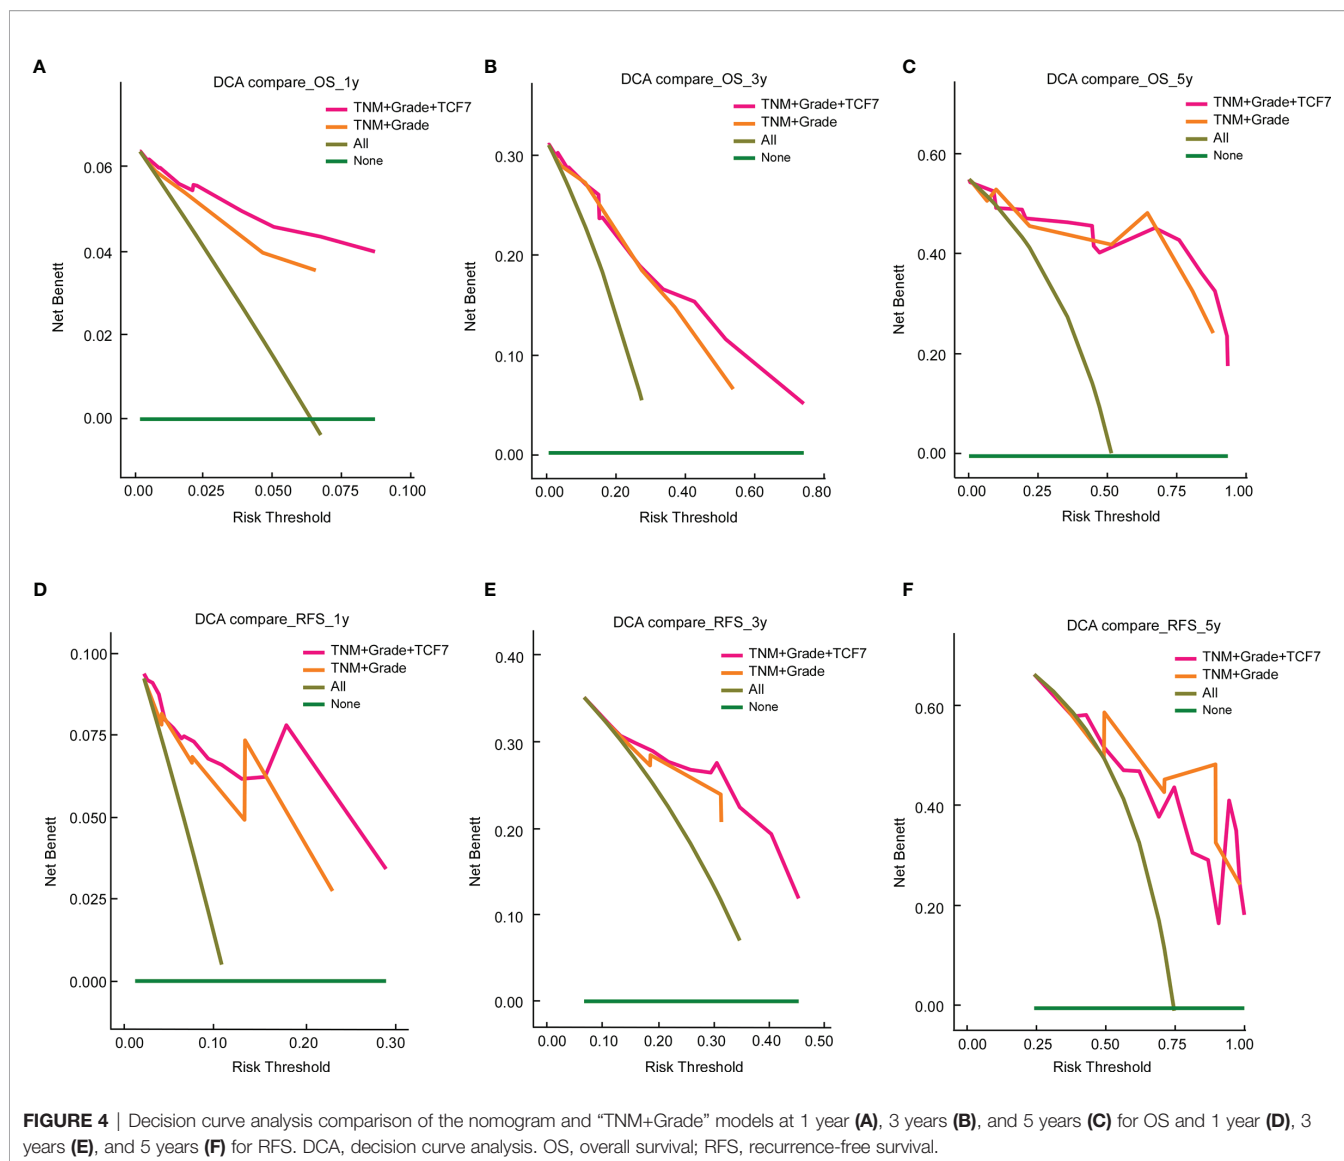 A
DCA compare_OS_1y
TNM+Grade+TCF7
TNM+Grade
All
None
0.06
0.04
0.02
0.00
Net Benett
0.00 0.025 0.050 0.075 0.100
Risk Threshold
B
DCA compare_OS_3y
TNM+Grade+TCF7
TNM+Grade
All
None
0.30
0.20
0.10
0.00
Net Benett
0.00 0.20 0.40 0.60 0.80
Risk Threshold
C
DCA compare_OS_5y
TNM+Grade+TCF7
TNM+Grade
All
None
0.60
0.40
0.20
0.00
Net Benett
0.00 0.25 0.50 0.75 1.00
Risk Threshold
D
DCA compare_RFS_1y
TNM+Grade+TCF7
TNM+Grade
All
None
0.100
0.075
0.050
0.025
0.000
Net Benett
0.00 0.10 0.20 0.30
Risk Threshold
E
DCA compare_RFS_3y
TNM+Grade+TCF7
TNM+Grade
All
None
0.40
0.30
0.20
0.10
0.00
Net Benett
0.00 0.10 0.20 0.30 0.40 0.50
Risk Threshold
F
DCA compare_RFS_5y
TNM+Grade+TCF7
TNM+Grade
All
None
0.60
0.40
0.20
0.00
Net Benett
0.00 0.25 0.50 0.75 1.00
Risk Threshold
FIGURE 4 | Decision curve analysis comparison of the nomogram and “TNM+Grade” models at 1 year (A), 3 years (B), and 5 years (C) for OS and 1 year (D), 3
years (E), and 5 years (F) for RFS. DCA, decision curve analysis. OS, overall survival; RFS, recurrence-free survival.